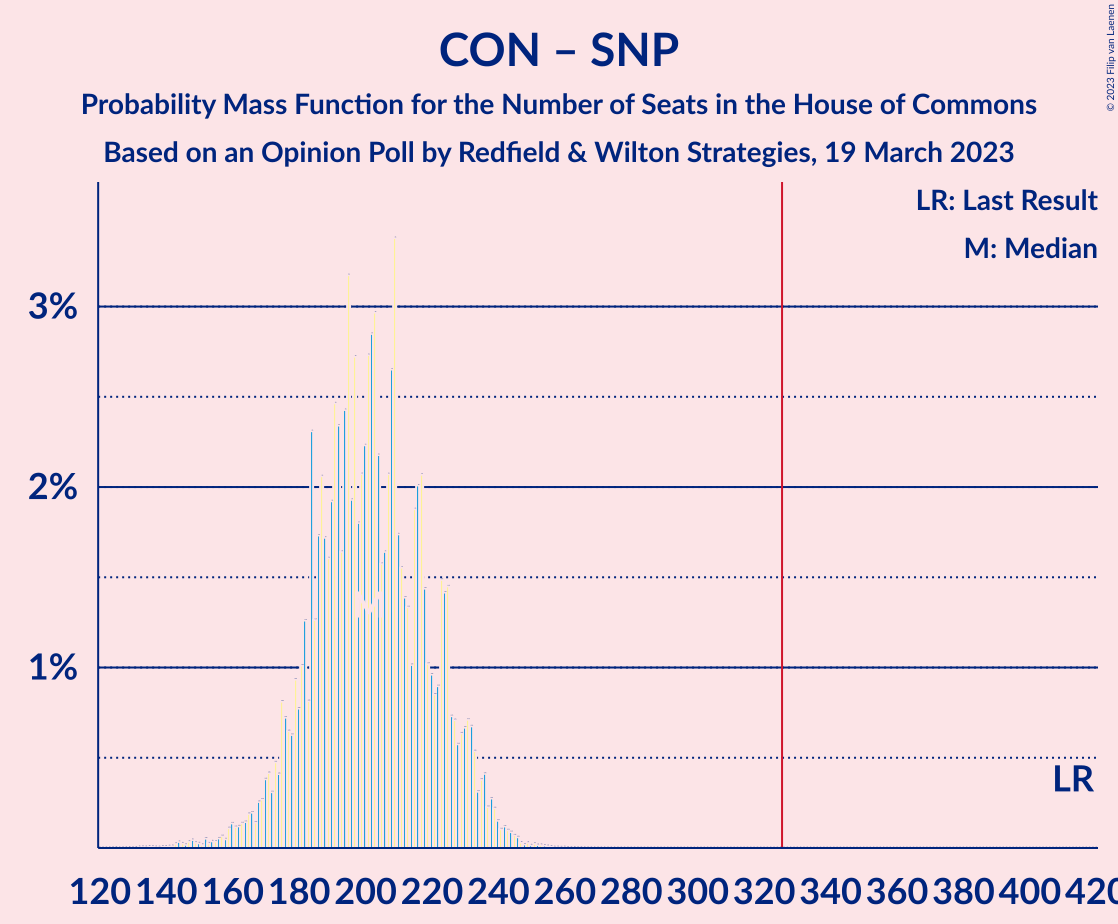 CON – SNP
Probability Mass Function for the Number of Seats in the House of Commons
Based on an Opinion Poll by Redfield & Wilton Strategies, 19 March 2023
© 2023 Filip van Laenen
LR: Last Result
M: Median
3%
2%
1%
LR
120 140 160 180 200 220 240 260 280 300 320 340 360 380 400 420